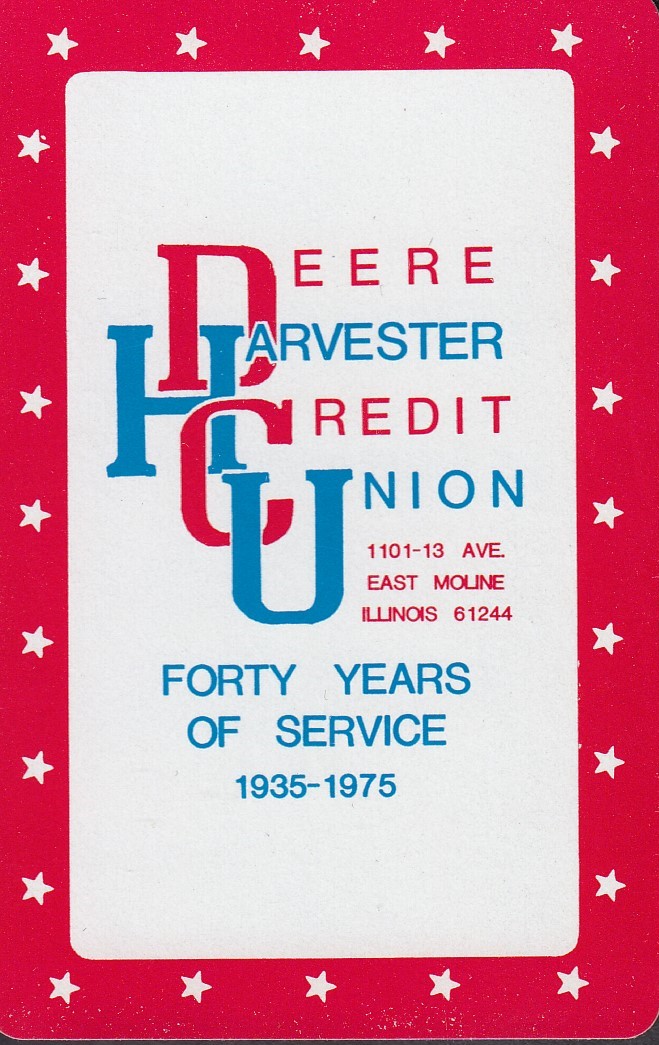 DEERE
HARVESTER
CREDIT
UNION
1101-13 AVE.
EAST MOLINE
ILLINOIS 61244
FORTY YEARS
OF SERVICE
1935-1975